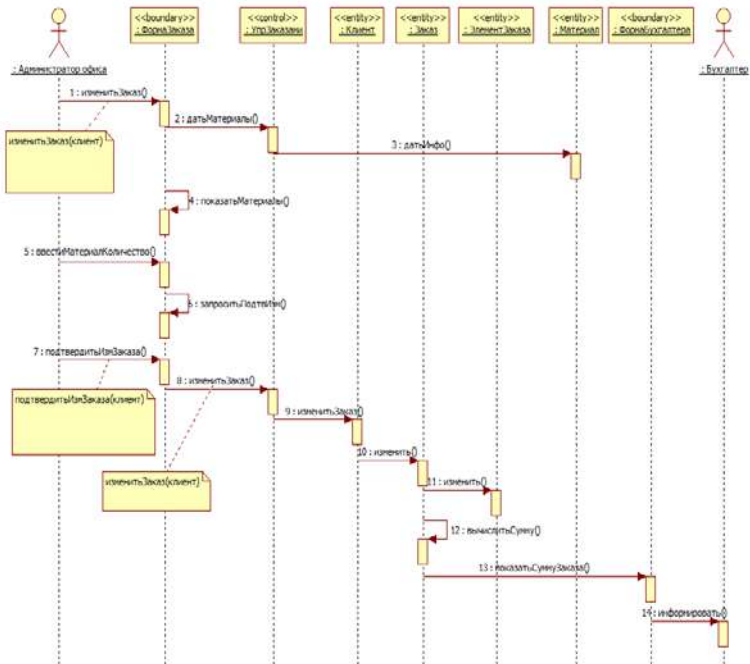 <<boundary>>
: ФормаЗаказа
<<control>>
: УпрЗаказами
<<entity>>
: Клиент
<<entity>>
: Заказ
<<entity>>
: ЭлементЗаказа
<<entity>>
: Материал
<<boundary>>
: ФормаБухгалтера
: Администратор офиса
: Бухгалтер
1 : изменитьЗаказ()
2 : датьМатериалы()
изменитьЗаказ(клиент)
3 : датьИнфо()
4 : показатьМатериалы()
5 : ввестиМатериалКоличество()
6 : запроситьПодтвИзм()
7 : подтвердитьИзмЗаказа()
8 : изменитьЗаказ()
подтвердитьИзмЗаказа(клиент)
9 : изменитьЗаказ()
10 : изменить()
изменитьЗаказ(клиент)
11 : изменить()
12 : вычислитьСумму()
13 : показатьСуммуЗаказа()
14 : информировать()